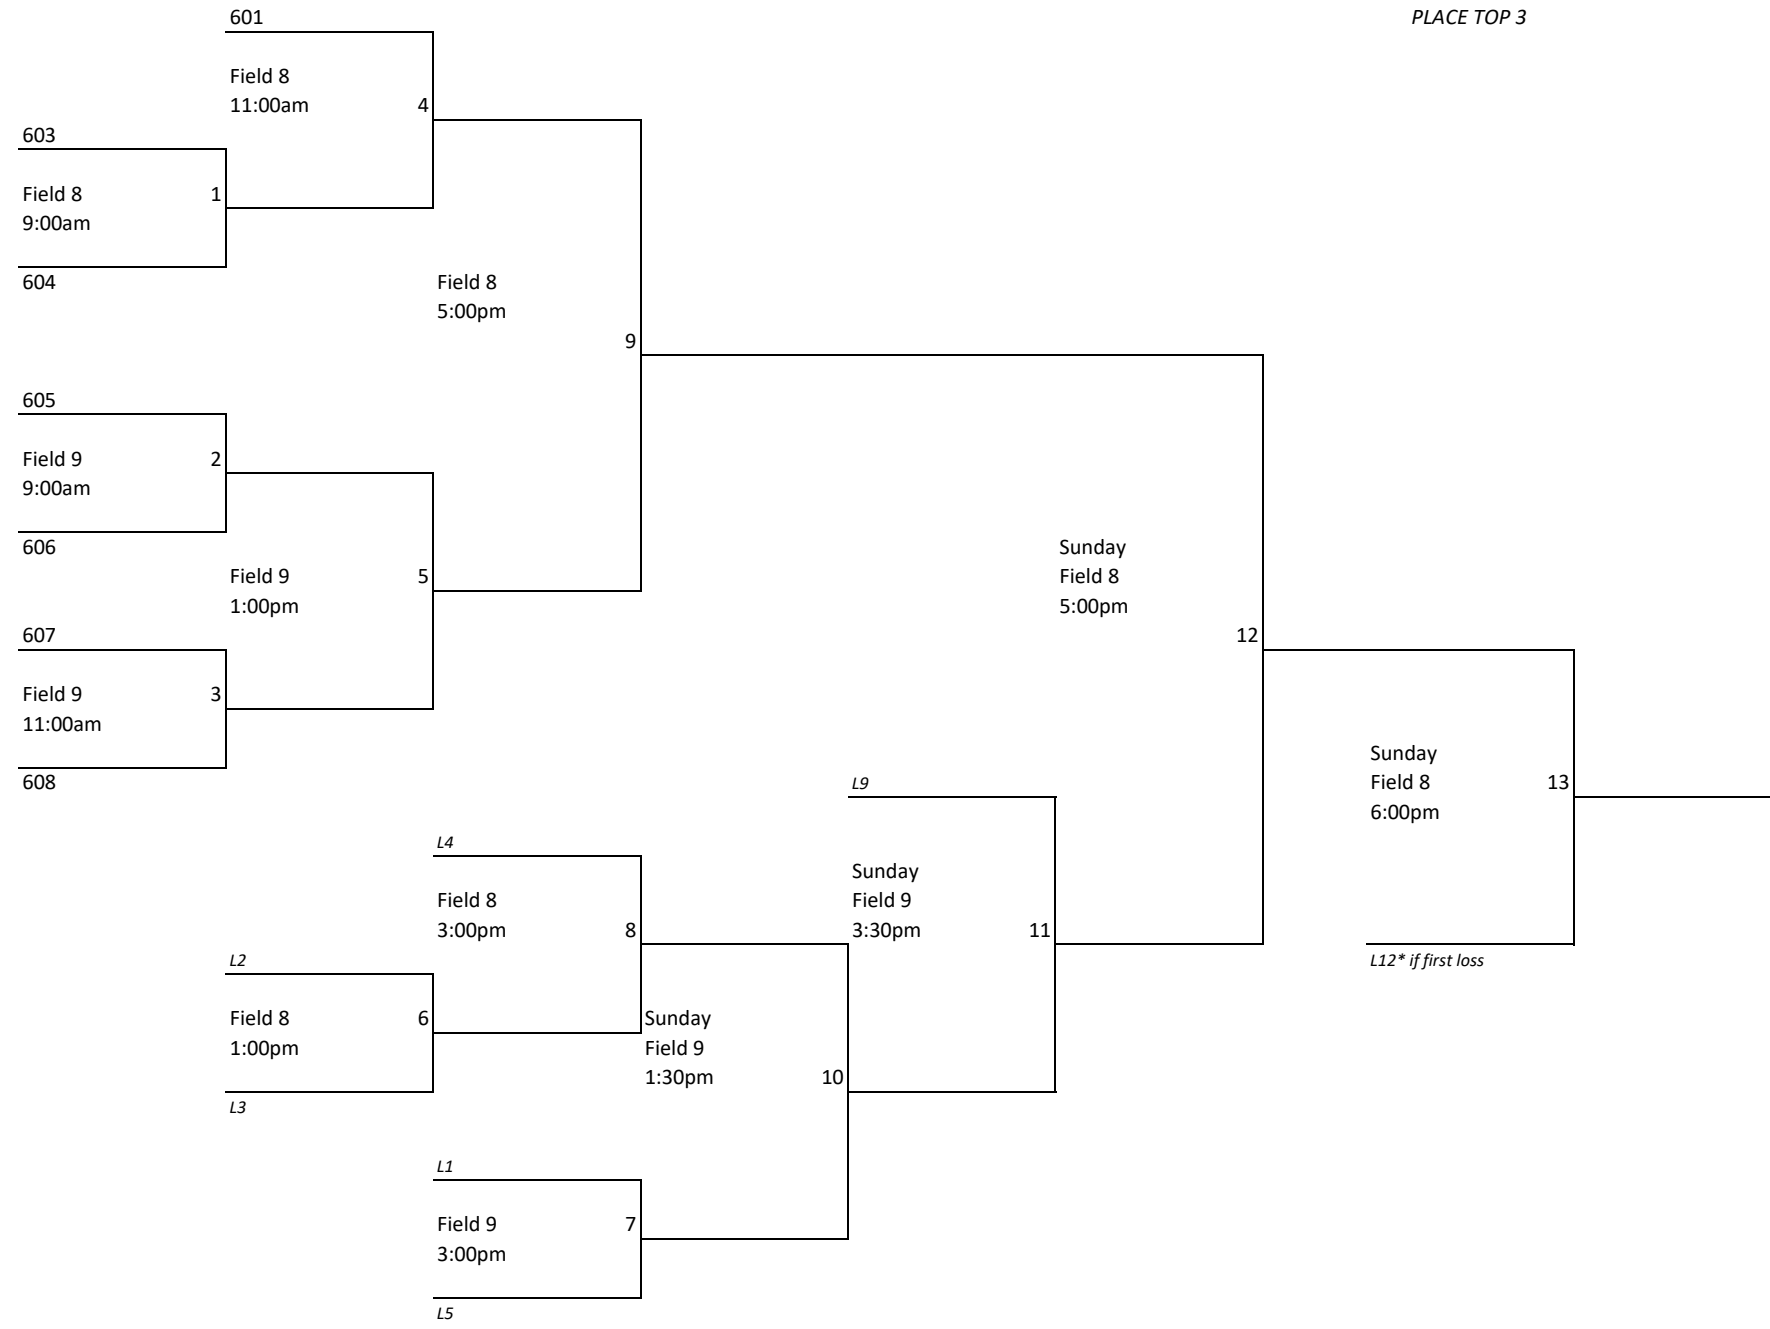 601
PLACE TOP 3
Field 8
11:00am
4
603
Field 8
9:00am
1
604
Field 8
5:00pm
9
605
Field 9
9:00am
2
606
Field 9
1:00pm
5
607
Field 9
11:00am
3
608
Sunday
Field 8
5:00pm
12
Sunday
Field 8
6:00pm
13
L9
L4
Field 8
3:00pm
8
Sunday
Field 9
3:30pm
11
L12* if first loss
L2
Field 8
1:00pm
6
L3
Sunday
Field 9
1:30pm
10
L1
Field 9
3:00pm
7
L5